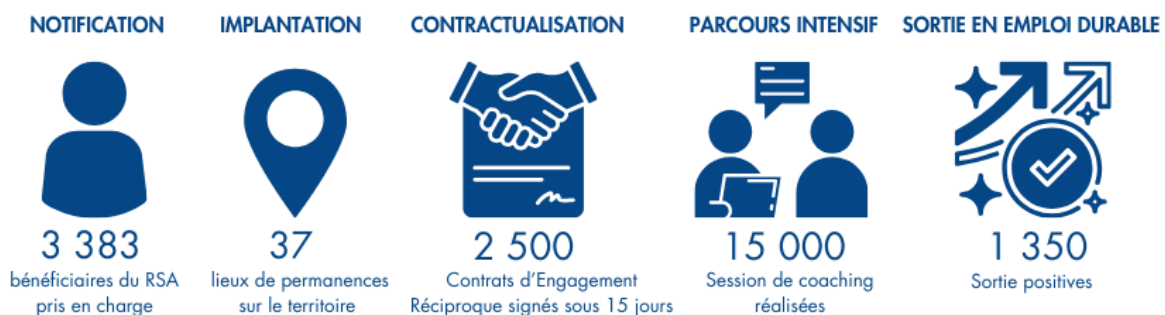 NOTIFICATION
3 383
bénéficiaires du RSA
pris en charge
IMPLANTATION
37
lieux de permanences
sur le territoire
CONTRACTUALISATION
2 500
Contrats d'Engagement
Réciproque signés sous 15 jours
PARCOURS INTENSIF
15 000
Session de coaching
réalisées
SORTIE EN EMPLOI DURABLE
1 350
Sortie positives